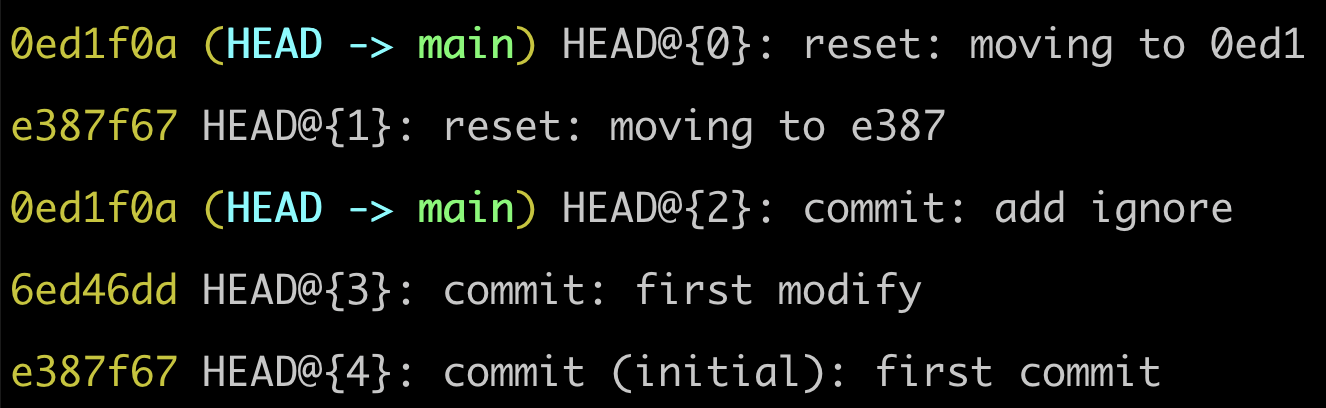 0ed1f0a (HEAD -> main) HEAD@{0}: reset: moving to 0ed1
e387f67 HEAD@{1}: reset: moving to e387
0ed1f0a (HEAD -> main) HEAD@{2}: commit: add ignore
6ed46dd HEAD@{3}: commit: first modify
e387f67 HEAD@{4}: commit (initial): first commit